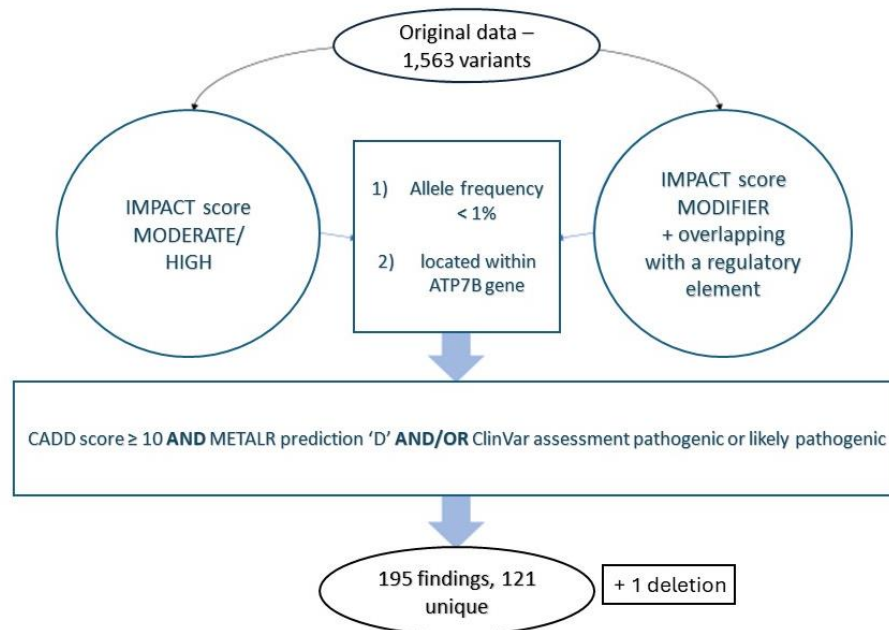 Original data –
1,563 variants
IMPACT score
MODERATE/
HIGH
1) Allele frequency
< 1%
2) located within
ATP7B gene
IMPACT score
MODIFIER
+ overlapping
with a regulatory
element
CADD score ≥ 10 AND METALR prediction ‘D’ AND/OR ClinVar assessment pathogenic or likely pathogenic
195 findings, 121
unique
+ 1 deletion